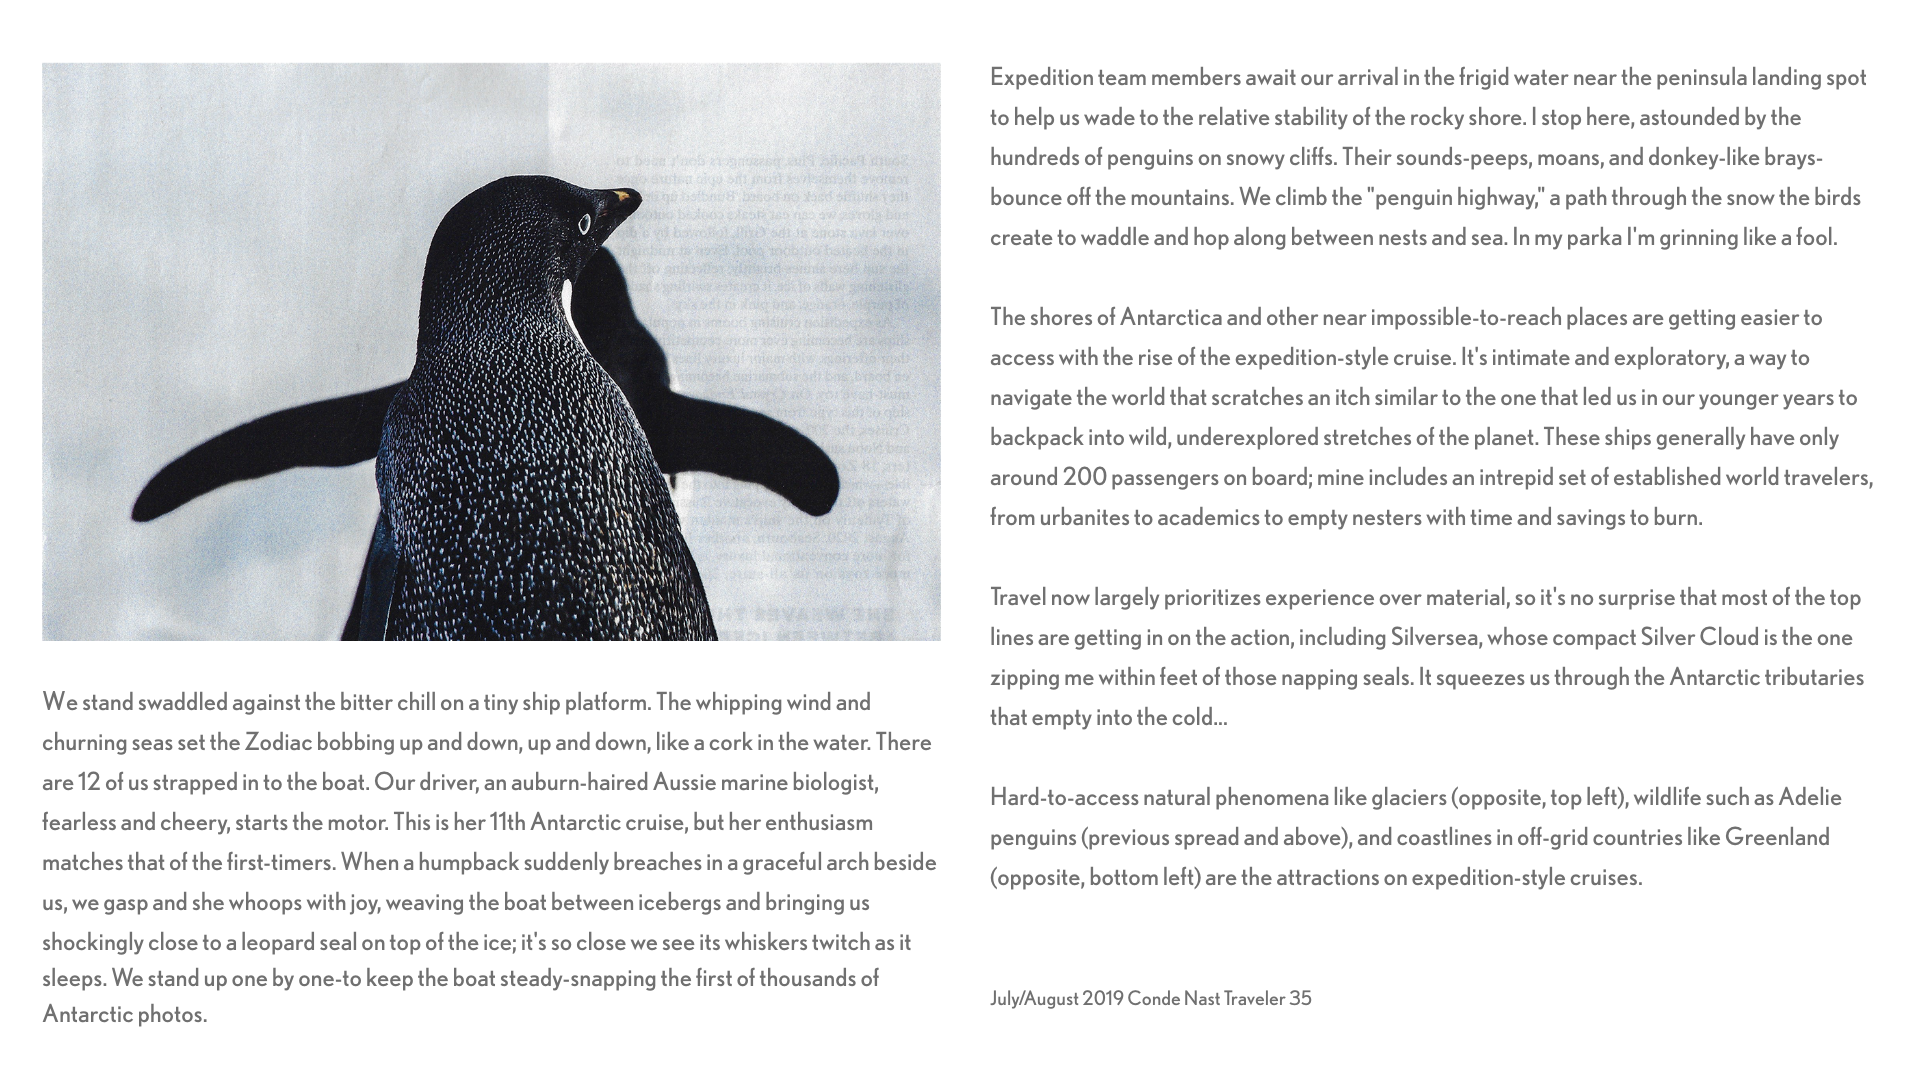 We stand swaddled against the bitter chill on a tiny ship platform. The whipping wind and
churning seas set the Zodiac bobbing up and down, up and down, like a cork in the water. There
are 12 of us strapped in to the boat. Our driver, an auburn-haired Aussie marine biologist,
fearless and cheery, starts the motor. This is her 11th Antarctic cruise, but her enthusiasm
matches that of the first-timers. When a humpback suddenly breaches in a graceful arch beside
us, we gasp and she whoops with joy, weaving the boat between icebergs and bringing us
shockingly close to a leopard seal on top of the ice; it's so close we see its whiskers twitch as it
sleeps. We stand up one by one-to keep the boat steady-snapping the first of thousands of
Antarctic photos.
Expedition team members await our arrival in the frigid water near the peninsula landing spot
to help us wade to the relative stability of the rocky shore. I stop here, astounded by the
hundreds of penguins on snowy cliffs. Their sounds-peeps, moans, and donkey-like brays-
bounce off the mountains. We climb the "penguin highway," a path through the snow the birds
create to waddle and hop along between nests and sea. In my parka I'm grinning like a fool.
The shores of Antarctica and other near impossible-to-reach places are getting easier to
access with the rise of the expedition-style cruise. It's intimate and exploratory, a way to
navigate the world that scratches an itch similar to the one that led us in our younger years to
backpack into wild, underexplored stretches of the planet. These ships generally have only
around 200 passengers on board; mine includes an intrepid set of established world travelers,
from urbanites to academics to empty nesters with time and savings to burn.
Travel now largely prioritizes experience over material, so it's no surprise that most of the top
lines are getting in on the action, including Silversea, whose compact Silver Cloud is the one
zipping me within feet of those napping seals. It squeezes us through the Antarctic tributaries
that empty into the cold...
Hard-to-access natural phenomena like glaciers (opposite, top left), wildlife such as Adelie
penguins (previous spread and above), and coastlines in off-grid countries like Greenland
(opposite, bottom left) are the attractions on expedition-style cruises.
July/August 2019 Conde Nast Traveler 35